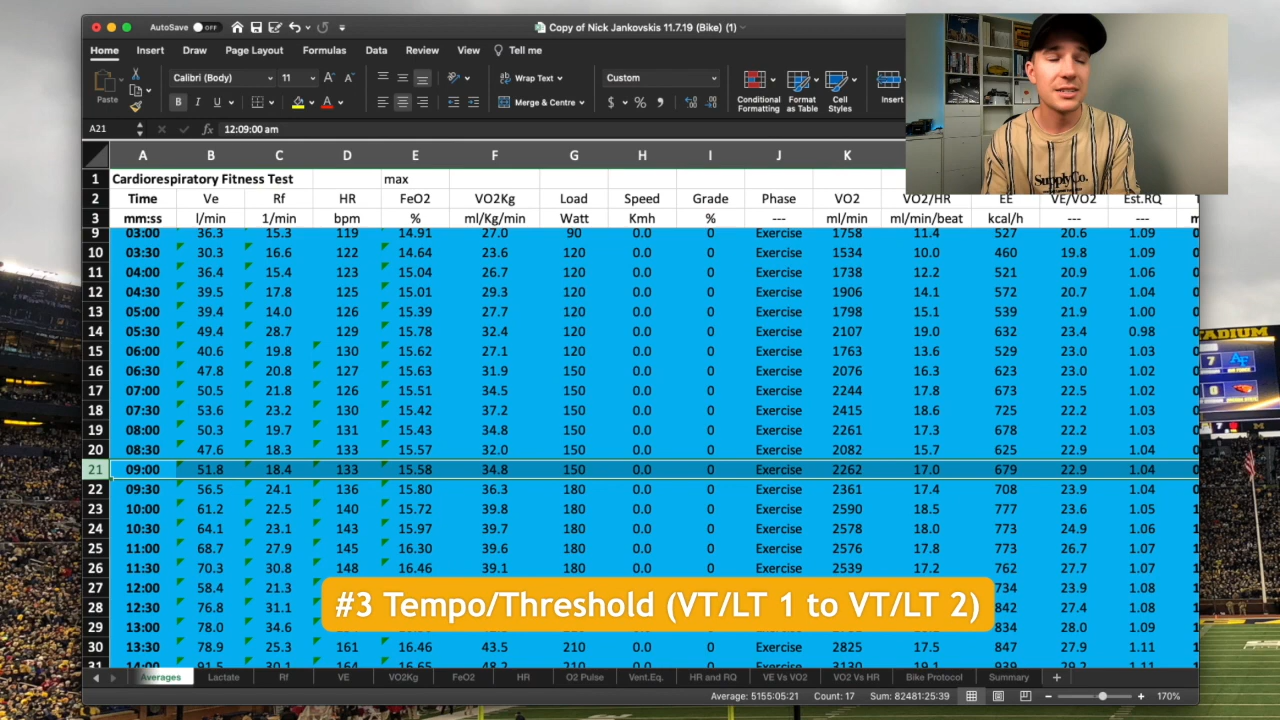 AutoSave OFF Copy of Nick Jankovskis 11.7.19 (Bike) (1)
Home Insert Draw Page Layout Formulas Data Review View Tell me
Paste Calibri (Body) 11 Wrap Text Custom
B I U Merge & Centre $ % Conditional Formatting Format as Table Cell Styles Insert
A21 fx 12:09:00 am
A B C D E F G H I J K
1 Cardiorespiratory Fitness Test max
2 Time Ve Rf HR FeO2 VO2Kg Load Speed Grade Phase VO2 VO2/HR EE VE/VO2 Est.RQ
3 mm:ss l/min 1/min bpm % ml/Kg/min Watt Kmh % --- ml/min ml/min/beat kcal/h --- ---
9 03:00 36.3 15.3 119 14.91 27.0 90 0.0 0 Exercise 1758 11.4 527 20.6 1.09
10 03:30 30.3 16.6 122 14.64 23.6 120 0.0 0 Exercise 1534 10.0 460 19.8 1.09
11 04:00 36.4 15.4 123 15.04 26.7 120 0.0 0 Exercise 1738 12.2 521 20.9 1.06
12 04:30 39.5 17.8 125 15.01 29.3 120 0.0 0 Exercise 1906 14.1 572 20.7 1.04
13 05:00 39.4 14.0 126 15.39 27.7 120 0.0 0 Exercise 1798 15.1 539 21.9 1.00
14 05:30 49.4 28.7 129 15.78 32.4 120 0.0 0 Exercise 2107 19.0 632 23.4 0.98
15 06:00 40.6 19.8 130 15.62 27.1 120 0.0 0 Exercise 1763 13.6 529 23.0 1.03
16 06:30 47.8 20.8 127 15.63 31.9 120 0.0 0 Exercise 2076 16.3 623 23.0 1.02
17 07:00 50.5 21.8 126 15.51 34.5 150 0.0 0 Exercise 2244 17.8 673 22.5 1.02
18 07:30 53.6 23.2 130 15.42 37.2 150 0.0 0 Exercise 2415 18.6 725 22.2 1.03
19 08:00 50.3 19.7 131 15.43 34.8 150 0.0 0 Exercise 2261 17.3 678 22.2 1.03
20 08:30 47.6 18.3 133 15.57 32.0 150 0.0 0 Exercise 2082 15.7 625 22.9 1.04
21 09:00 51.8 18.4 133 15.58 34.8 150 0.0 0 Exercise 2262 17.0 679 22.9 1.04
22 09:30 56.5 24.1 136 15.80 36.3 180 0.0 0 Exercise 2361 17.4 708 23.9 1.04
23 10:00 61.2 22.5 140 15.72 39.8 180 0.0 0 Exercise 2590 18.5 777 23.6 1.05
24 10:30 64.1 23.1 143 15.97 39.7 180 0.0 0 Exercise 2578 18.0 773 24.9 1.06
25 11:00 68.7 27.9 145 16.30 39.6 180 0.0 0 Exercise 2576 17.8 773 26.7 1.07
26 11:30 70.3 30.8 148 16.46 39.1 180 0.0 0 Exercise 2539 17.2 762 27.7 1.07
27 12:00 58.4 21.3 734 23.9 1.08
28 12:30 76.8 31.1 842 27.4 1.08
29 13:00 78.0 34.6 834 28.0 1.09
#3 Tempo/Threshold (VT/LT 1 to VT/LT 2)
30 13:30 78.9 25.3 161 16.46 43.5 210 0.0 0 Exercise 2825 17.5 847 27.9 1.11
31 14:00 91.5 30.1 164 16.65 48.2 210 0.0 0 Exercise 3130 19.1 939 29.2 1.11
Averages Lactate Rf VE VO2Kg FeO2 HR O2 Pulse Vent.Eq. HR and RQ VE Vs VO2 VO2 Vs HR Bike Protocol Summary
Average: 5155:05:21 Count: 17 Sum: 82481:25:39 170%
SupplyCo.